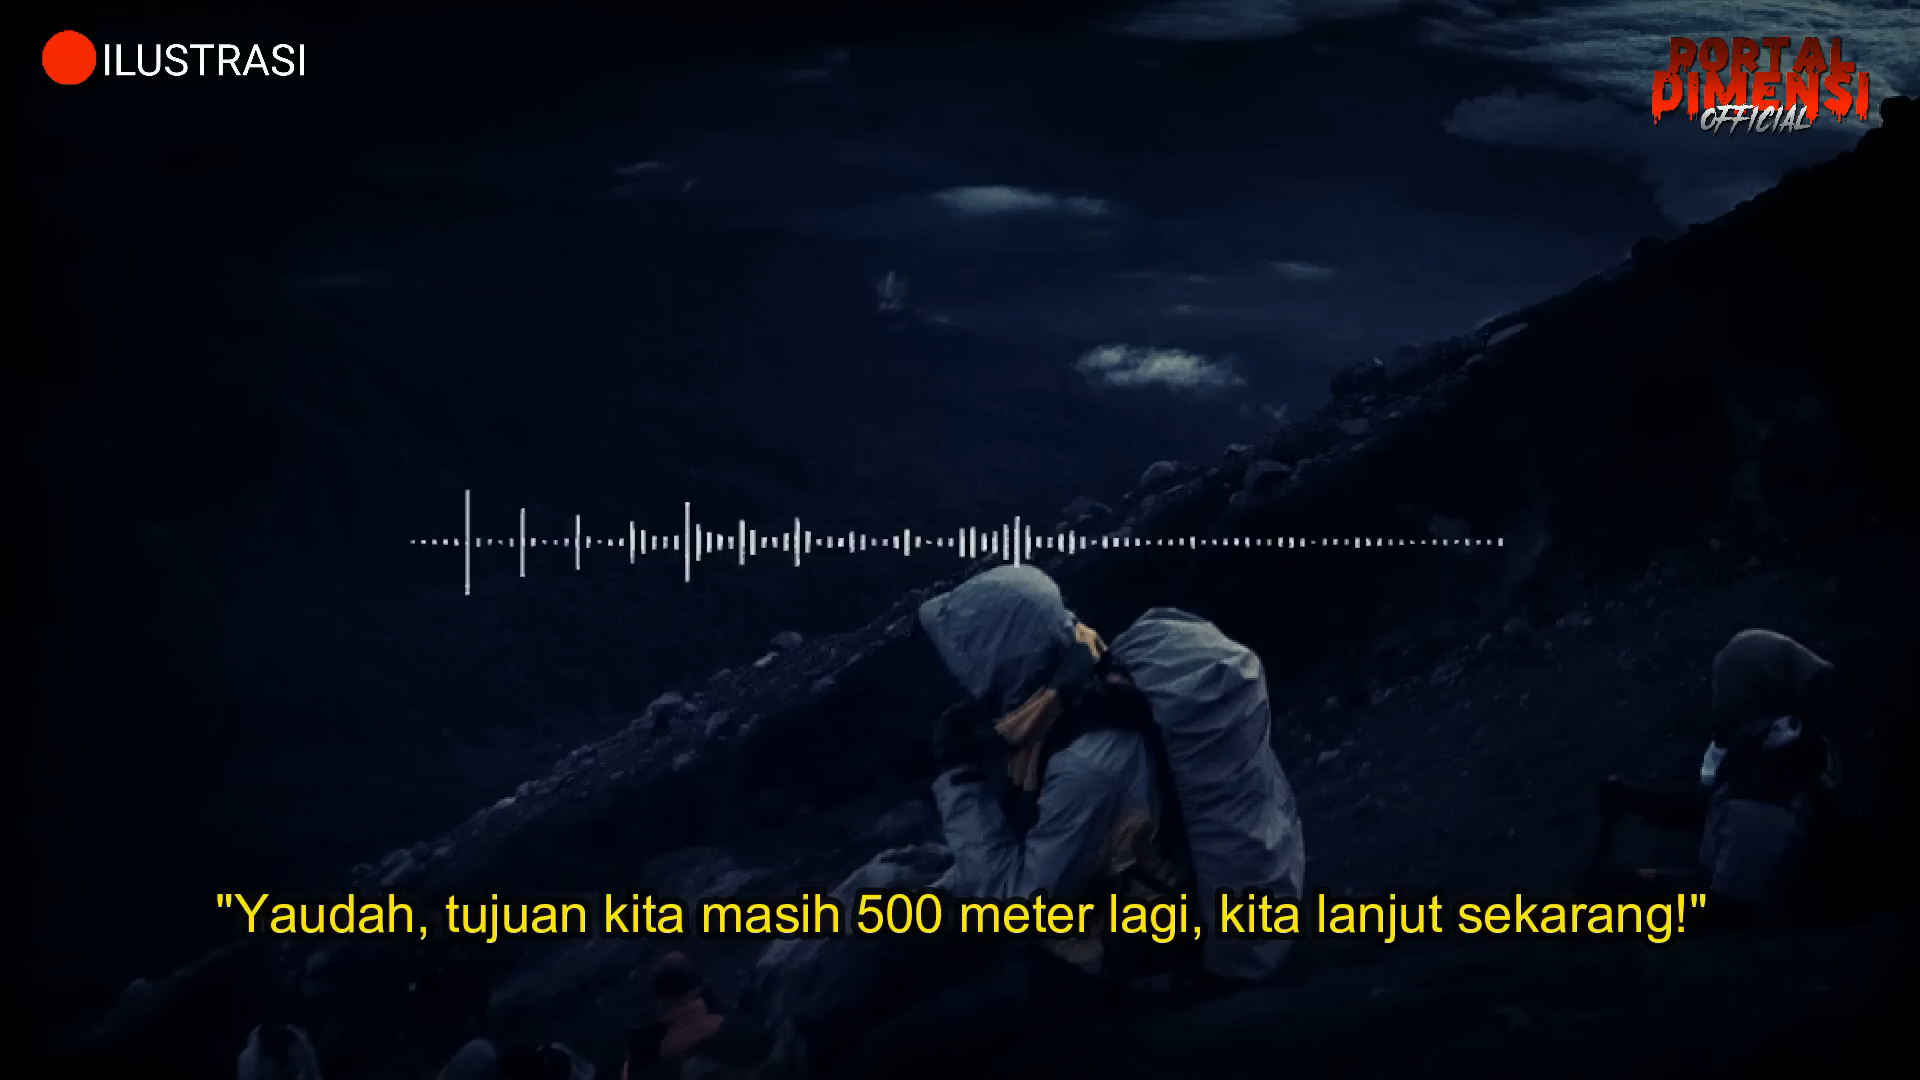 ILUSTRASI
PORTAL
DIMENSI
OFFICIAL
"Yaudah, tujuan kita masih 500 meter lagi, kita lanjut sekarang!"